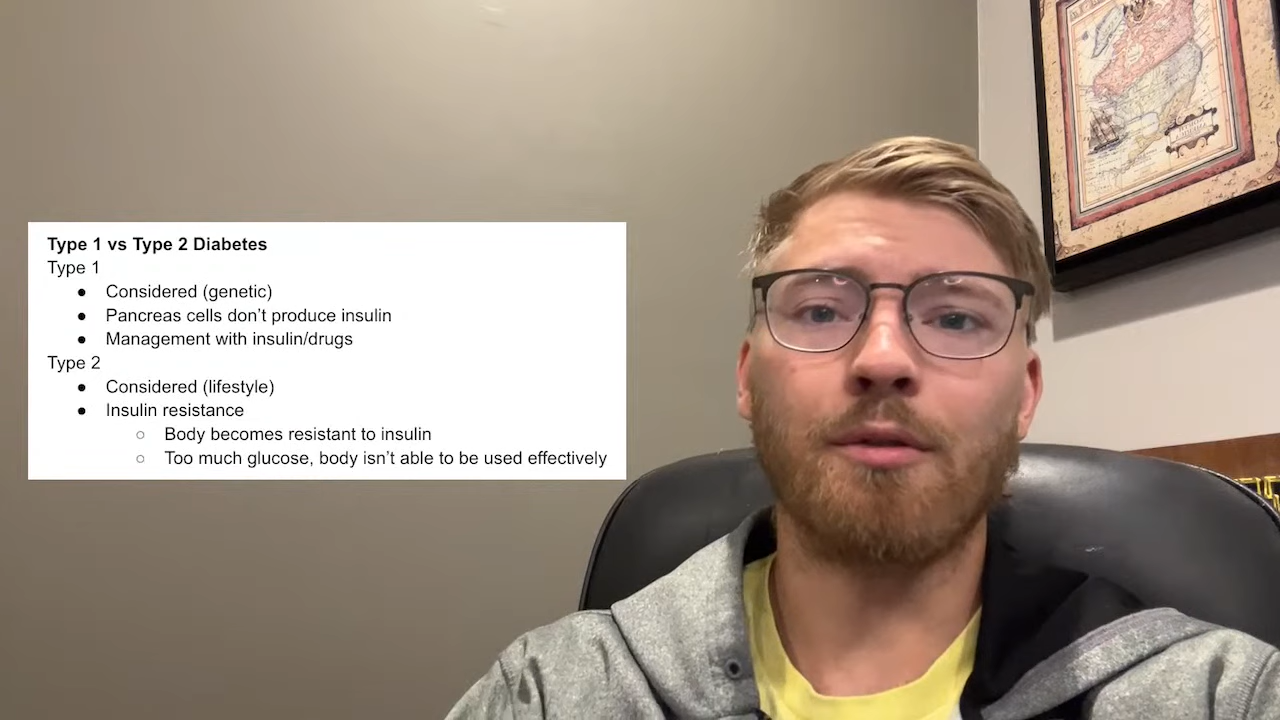 Type 1 vs Type 2 Diabetes
Type 1
● Considered (genetic)
● Pancreas cells don’t produce insulin
● Management with insulin/drugs
Type 2
● Considered (lifestyle)
● Insulin resistance
○ Body becomes resistant to insulin
○ Too much glucose, body isn’t able to be used effectively